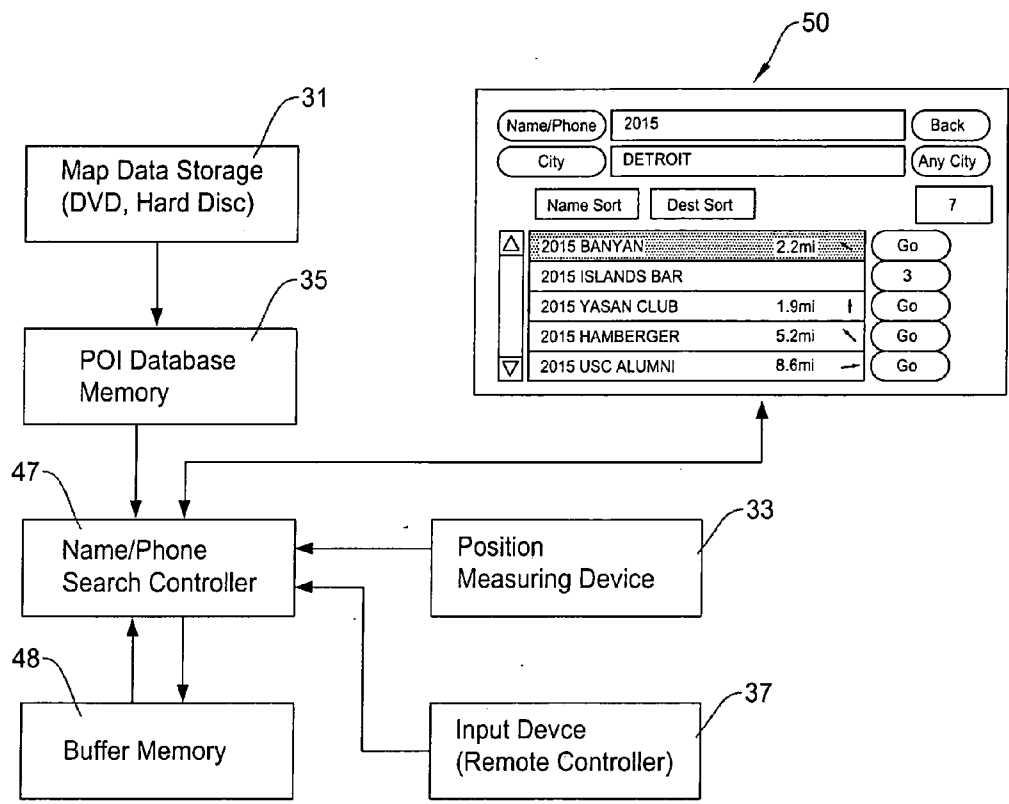 50
31
Name/Phone 2015 Back
City DETROIT Any City
Name Sort Dest Sort 7
2015 BANYAN 2.2mi Go
2015 ISLANDS BAR 3
2015 YASAN CLUB 1.9mi Go
2015 HAMBERGER 5.2mi Go
2015 USC ALUMNI 8.6mi Go
Map Data Storage
(DVD, Hard Disc)
35
POI Database
Memory
47
Name/Phone
Search Controller
33
Position
Measuring Device
48
Buffer Memory
37
Input Devce
(Remote Controller)